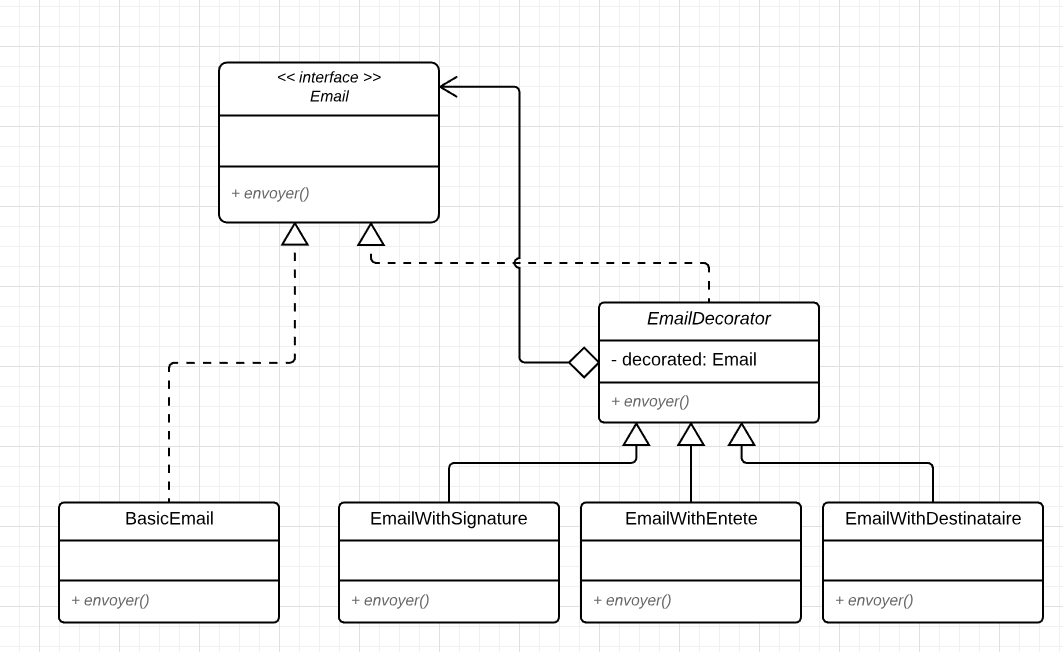 << interface >>
Email
+ envoyer()
EmailDecorator
- decorated: Email
+ envoyer()
BasicEmail
+ envoyer()
EmailWithSignature
+ envoyer()
EmailWithEntete
+ envoyer()
EmailWithDestinataire
+ envoyer()